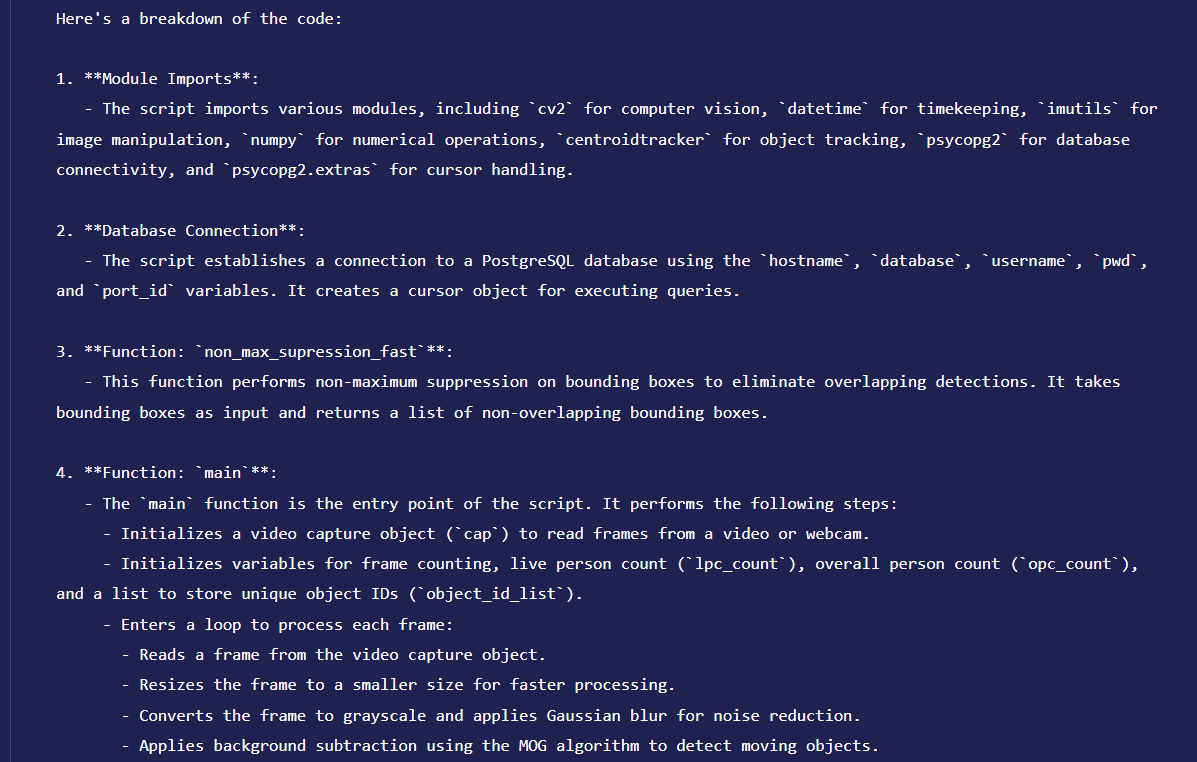 Here's a breakdown of the code:
1. **Module Imports**:
- The script imports various modules, including `cv2` for computer vision, `datetime` for timekeeping, `imutils` for
image manipulation, `numpy` for numerical operations, `centroidtracker` for object tracking, `psycopg2` for database
connectivity, and `psycopg2.extras` for cursor handling.
2. **Database Connection**:
- The script establishes a connection to a PostgreSQL database using the `hostname`, `database`, `username`, `pwd`,
and `port_id` variables. It creates a cursor object for executing queries.
3. **Function: `non_max_supression_fast`**:
- This function performs non-maximum suppression on bounding boxes to eliminate overlapping detections. It takes
bounding boxes as input and returns a list of non-overlapping bounding boxes.
4. **Function: `main`**:
- The `main` function is the entry point of the script. It performs the following steps:
- Initializes a video capture object (`cap`) to read frames from a video or webcam.
- Initializes variables for frame counting, live person count (`lpc_count`), overall person count (`opc_count`),
and a list to store unique object IDs (`object_id_list`).
- Enters a loop to process each frame:
- Reads a frame from the video capture object.
- Resizes the frame to a smaller size for faster processing.
- Converts the frame to grayscale and applies Gaussian blur for noise reduction.
- Applies background subtraction using the MOG algorithm to detect moving objects.